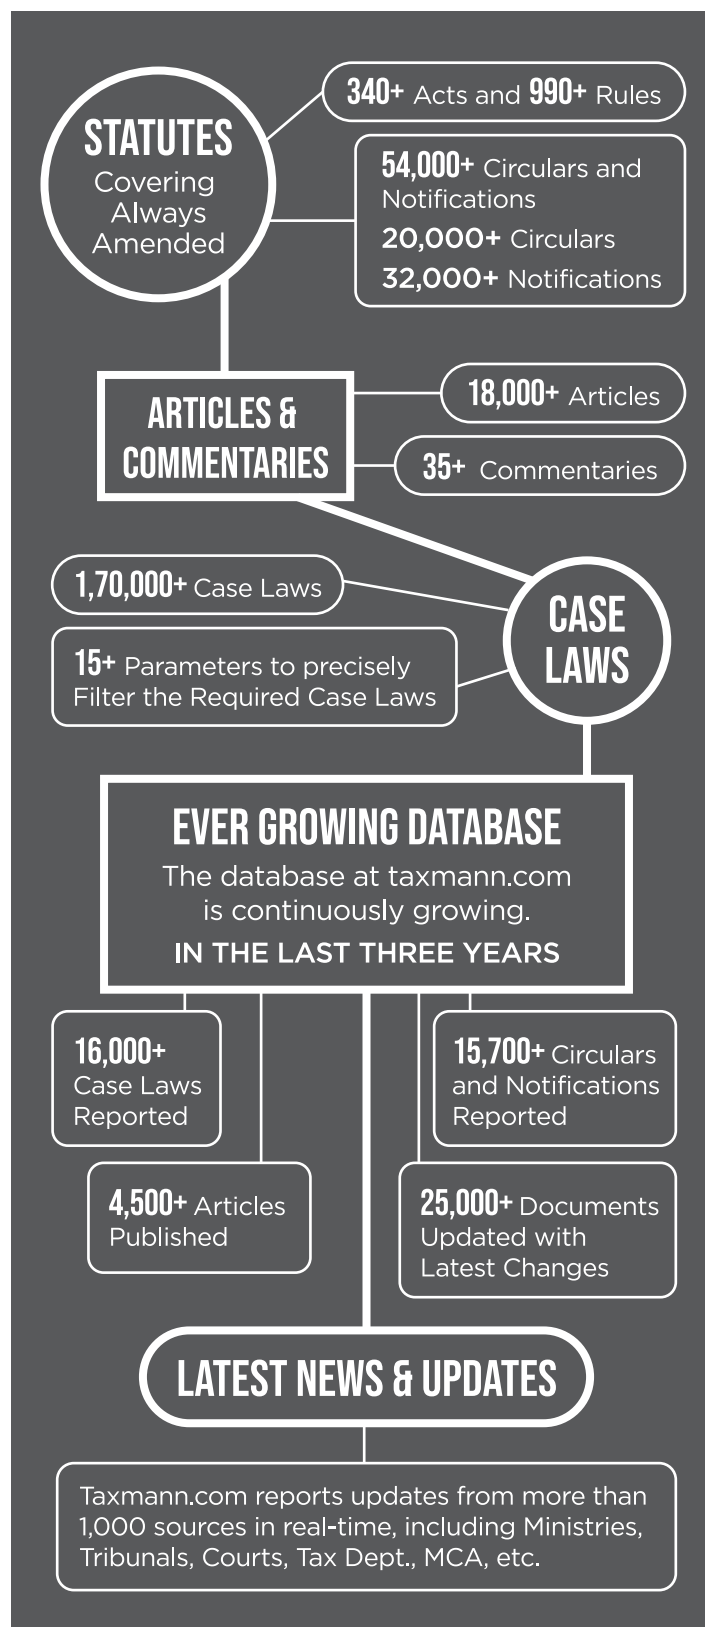 STATUTES
Covering
Always
Amended
340+ Acts and 990+ Rules
54,000+ Circulars and
Notifications
20,000+ Circulars
32,000+ Notifications
ARTICLES &
COMMENTARIES
18,000+ Articles
35+ Commentaries
1,70,000+ Case Laws
15+ Parameters to precisely
Filter the Required Case Laws
CASE
LAWS
EVER GROWING DATABASE
The database at taxmann.com
is continuously growing.
IN THE LAST THREE YEARS
16,000+
Case Laws
Reported
15,700+ Circulars
and Notifications
Reported
4,500+ Articles
Published
25,000+ Documents
Updated with
Latest Changes
LATEST NEWS & UPDATES
Taxmann.com reports updates from more than
1,000 sources in real-time, including Ministries,
Tribunals, Courts, Tax Dept., MCA, etc.